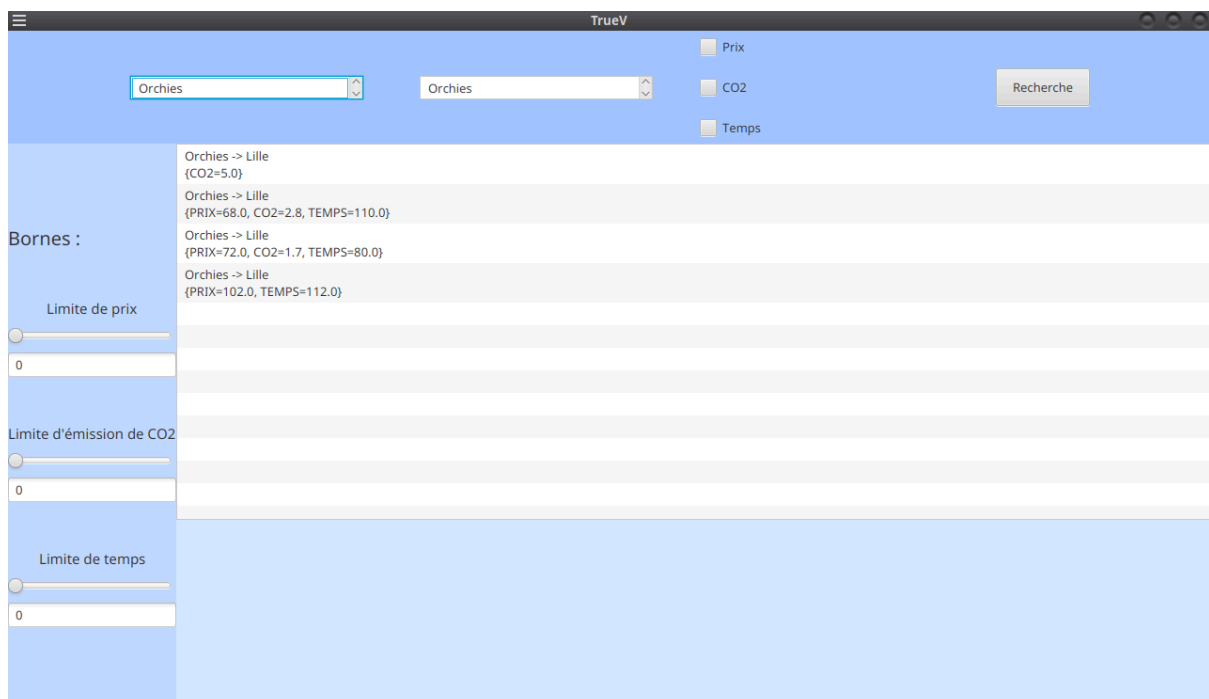 TrueV
Prix
Orchies
Orchies
CO2
Recherche
Temps
Orchies -> Lille
{CO2=5.0}
Orchies -> Lille
{PRIX=68.0, CO2=2.8, TEMPS=110.0}
Orchies -> Lille
{PRIX=72.0, CO2=1.7, TEMPS=80.0}
Orchies -> Lille
{PRIX=102.0, TEMPS=112.0}
Bornes :
Limite de prix
0
Limite d'émission de CO2
0
Limite de temps
0